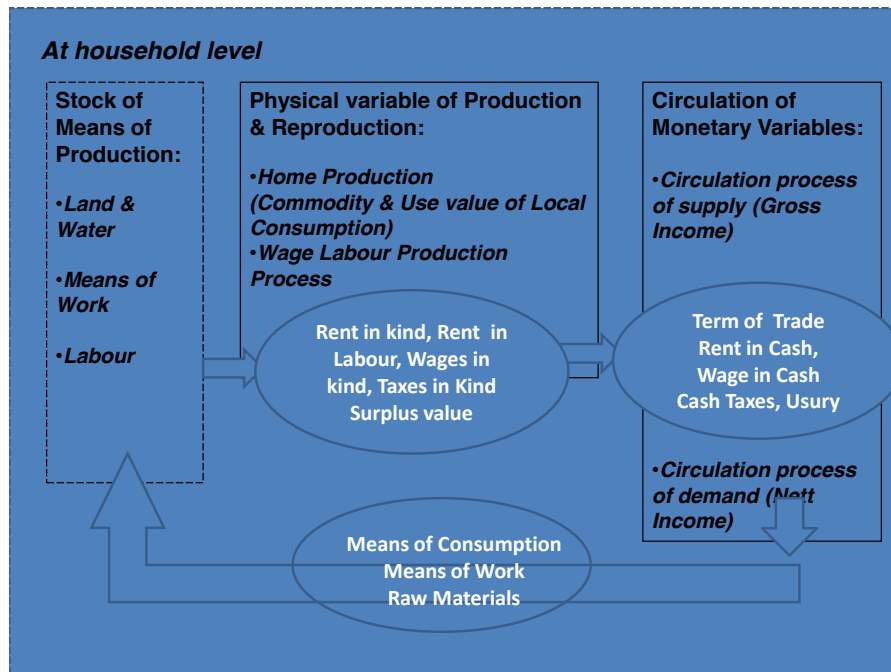 At household level
Stock of
Means of
Production:
•Land &
Water
•Means of
Work
•Labour
Physical variable of Production
& Reproduction:
•Home Production
(Commodity & Use value of Local
Consumption)
•Wage Labour Production
Process
Rent in kind, Rent in
Labour, Wages in
kind, Taxes in Kind
Surplus value
Circulation of
Monetary Variables:
•Circulation process
of supply (Gross
Income)
Term of Trade
Rent in Cash,
Wage in Cash
Cash Taxes, Usury
•Circulation process
of demand (Nett
Income)
Means of Consumption
Means of Work
Raw Materials